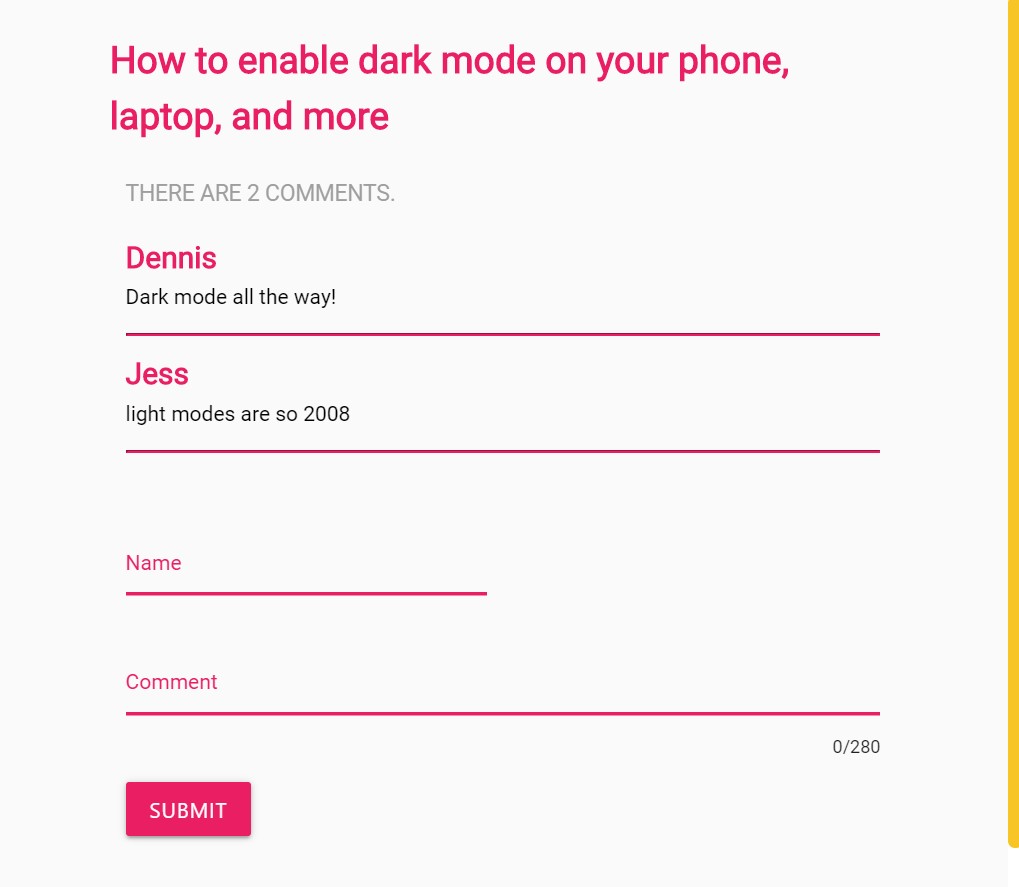 How to enable dark mode on your phone,
laptop, and more
THERE ARE 2 COMMENTS.
Dennis
Dark mode all the way!
Jess
light modes are so 2008
Name
Comment
0/280
SUBMIT